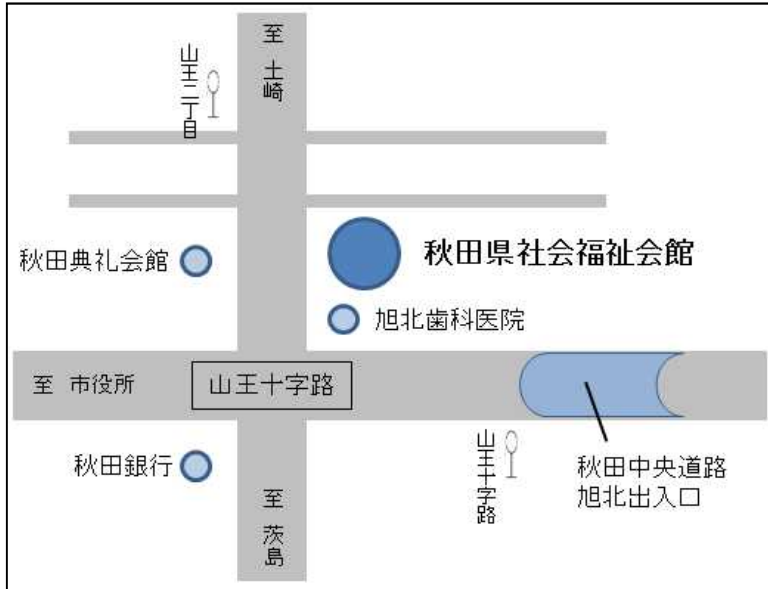 至 土崎
山王二丁目
秋田典礼会館
秋田県社会福祉会館
旭北歯科医院
至 市役所
山王十字路
秋田銀行
山王十字路
秋田中央道路
旭北出入口
至 茨島